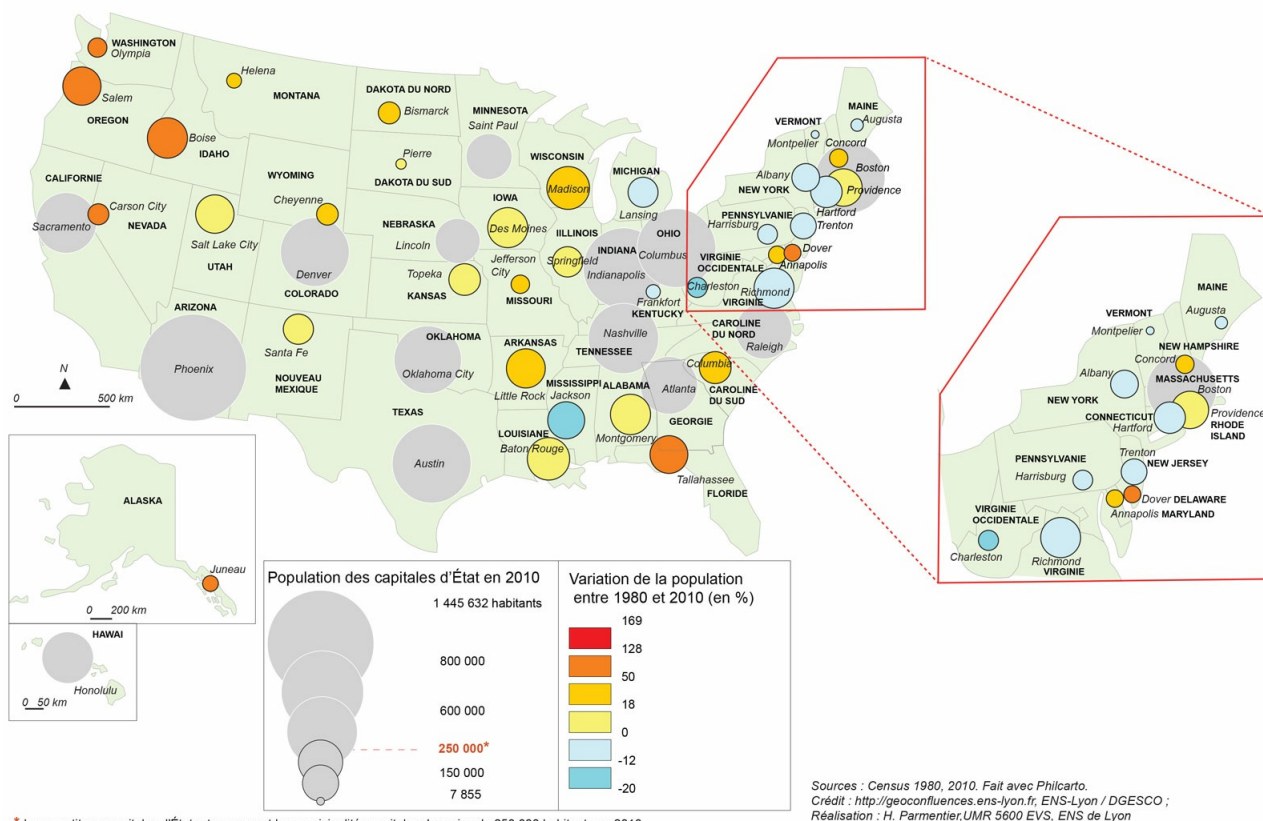 WASHINGTON
Olympia
Salem
OREGON
Boise
IDAHO
Helena
MONTANA
DAKOTA DU NORD
Bismarck
Pierre
DAKOTA DU SUD
MINNESOTA
Saint Paul
WISCONSIN
Madison
MICHIGAN
Lansing
CALIFORNIE
Sacramento
Carson City
NEVADA
Salt Lake City
UTAH
WYOMING
Cheyenne
Denver
COLORADO
NEBRASKA
Lincoln
Topeka
KANSAS
IOWA
Des Moines
Jefferson
City
MISSOURI
IILLINOIS
Springfield
INDIANA
Indianapolis
OHIO
Columbus
Frankfort
KENTUCKY
VIRGINIE
OCCIDENTALE
Charleston
Richmond
VIRGINIE
VERMONT
Montpelier
MAINE
Augusta
Concord
Boston
Albany
NEW YORK
Providence
Hartford
PENNSYLVANIE
Harrisburg
Trenton
Dover
Annapolis
ARIZONA
Phoenix
Santa Fe
NOUVEAU
MEXIQUE
OKLAHOMA
Oklahoma City
TEXAS
Austin
ARKANSAS
Little Rock
Nashville
TENNESSEE
CAROLINE
DU NORD
Raleigh
Columbia
CAROLINE
DU SUD
Atlanta
GEORGIE
MISSISSIPPI
Jackson
ALABAMA
Montgomery
LOUISIANE
Baton Rouge
Tallahassee
FLORIDE
N
0 500 km
ALASKA
Juneau
0 200 km
HAWAI
Honolulu
0 50 km
MAINE
VERMONT
Montpelier
Augusta
NEW HAMPSHIRE
Concord
Albany
MASSACHUSETTS
Boston
NEW YORK
CONNECTICUT
Hartford
Providence
RHODE
ISLAND
Trenton
PENNSYLVANIE
NEW JERSEY
Harrisburg
Dover DELAWARE
Annapolis MARYLAND
VIRGINIE
OCCIDENTALE
Charleston
Richmond
VIRGINIE
Population des capitales d'État en 2010
1 445 632 habitants
800 000
600 000
250 000*
150 000
7 855
Variation de la population
entre 1980 et 2010 (en %)
169
128
50
18
0
-12
-20
Sources : Census 1980, 2010. Fait avec Philcarto.
Crédit : http://geoconfluences.ens-lyon.fr, ENS-Lyon / DGESCO ;
Réalisation : H. Parmentier,UMR 5600 EVS, ENS de Lyon